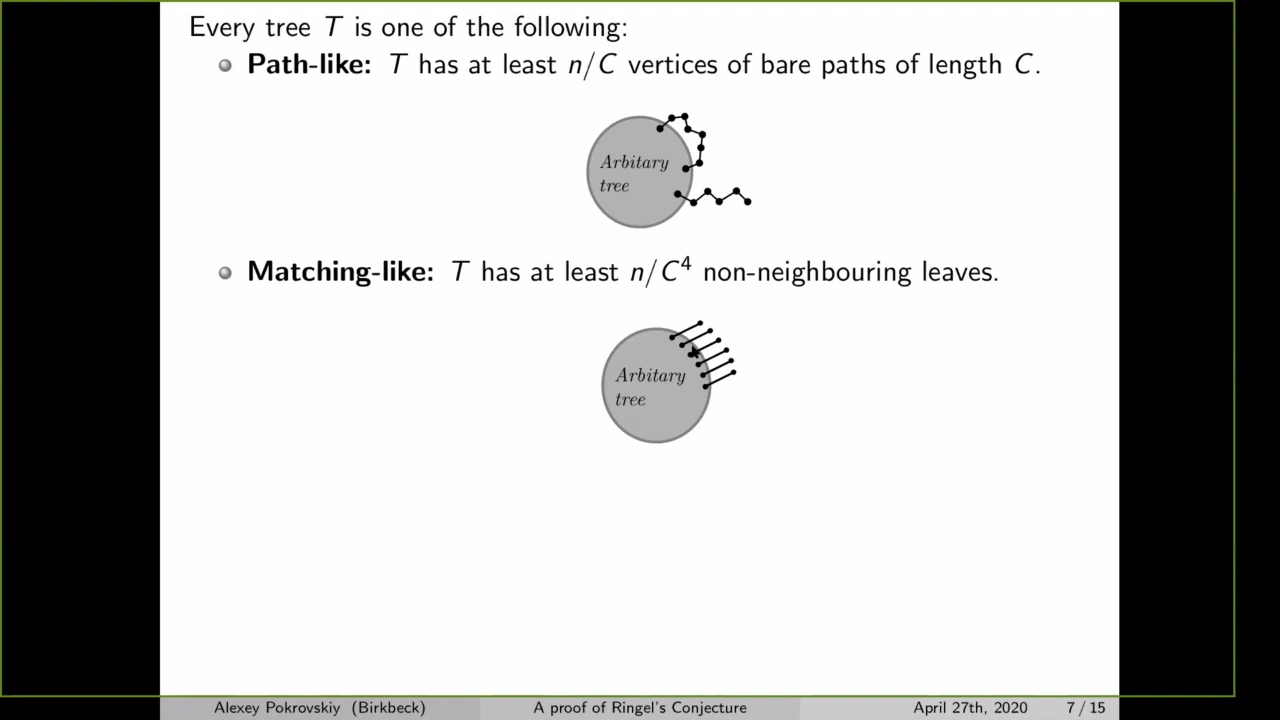 Every tree T is one of the following:
Path-like: T has at least n/C vertices of bare paths of length C.
Arbitary
tree
Matching-like: T has at least n/C⁴ non-neighbouring leaves.
Arbitary
tree
Alexey Pokrovskiy (Birkbeck) A proof of Ringel's Conjecture April 27th, 2020 7 / 15